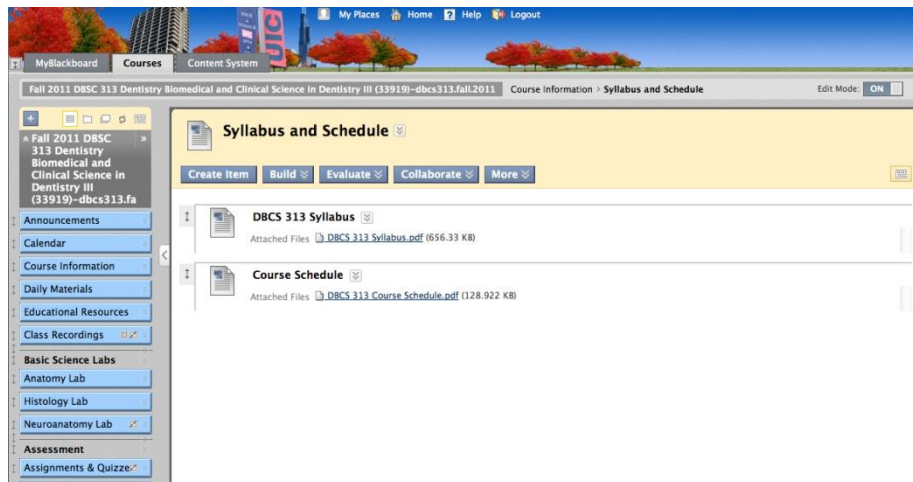 My Places Home Help Logout
UIC
MyBlackboard Courses Content System
Fall 2011 DBSC 313 Dentistry Biomedical and Clinical Science in Dentistry III (33919)-dbcs313.fall.2011 Course Information > Syllabus and Schedule Edit Mode: ON
Fall 2011 DBSC
313 Dentistry
Biomedical and
Clinical Science in
Dentistry III
(33919)-dbcs313.fa
Syllabus and Schedule
Create Item Build Evaluate Collaborate More
Announcements
Calendar
Course Information
Daily Materials
Educational Resources
Class Recordings
Basic Science Labs
Anatomy Lab
Histology Lab
Neuroanatomy Lab
Assessment
Assignments & Quizze
DBCS 313 Syllabus
Attached Files DBCS 313 Syllabus.pdf (656.33 KB)
Course Schedule
Attached Files DBCS 313 Course Schedule.pdf (128.922 KB)